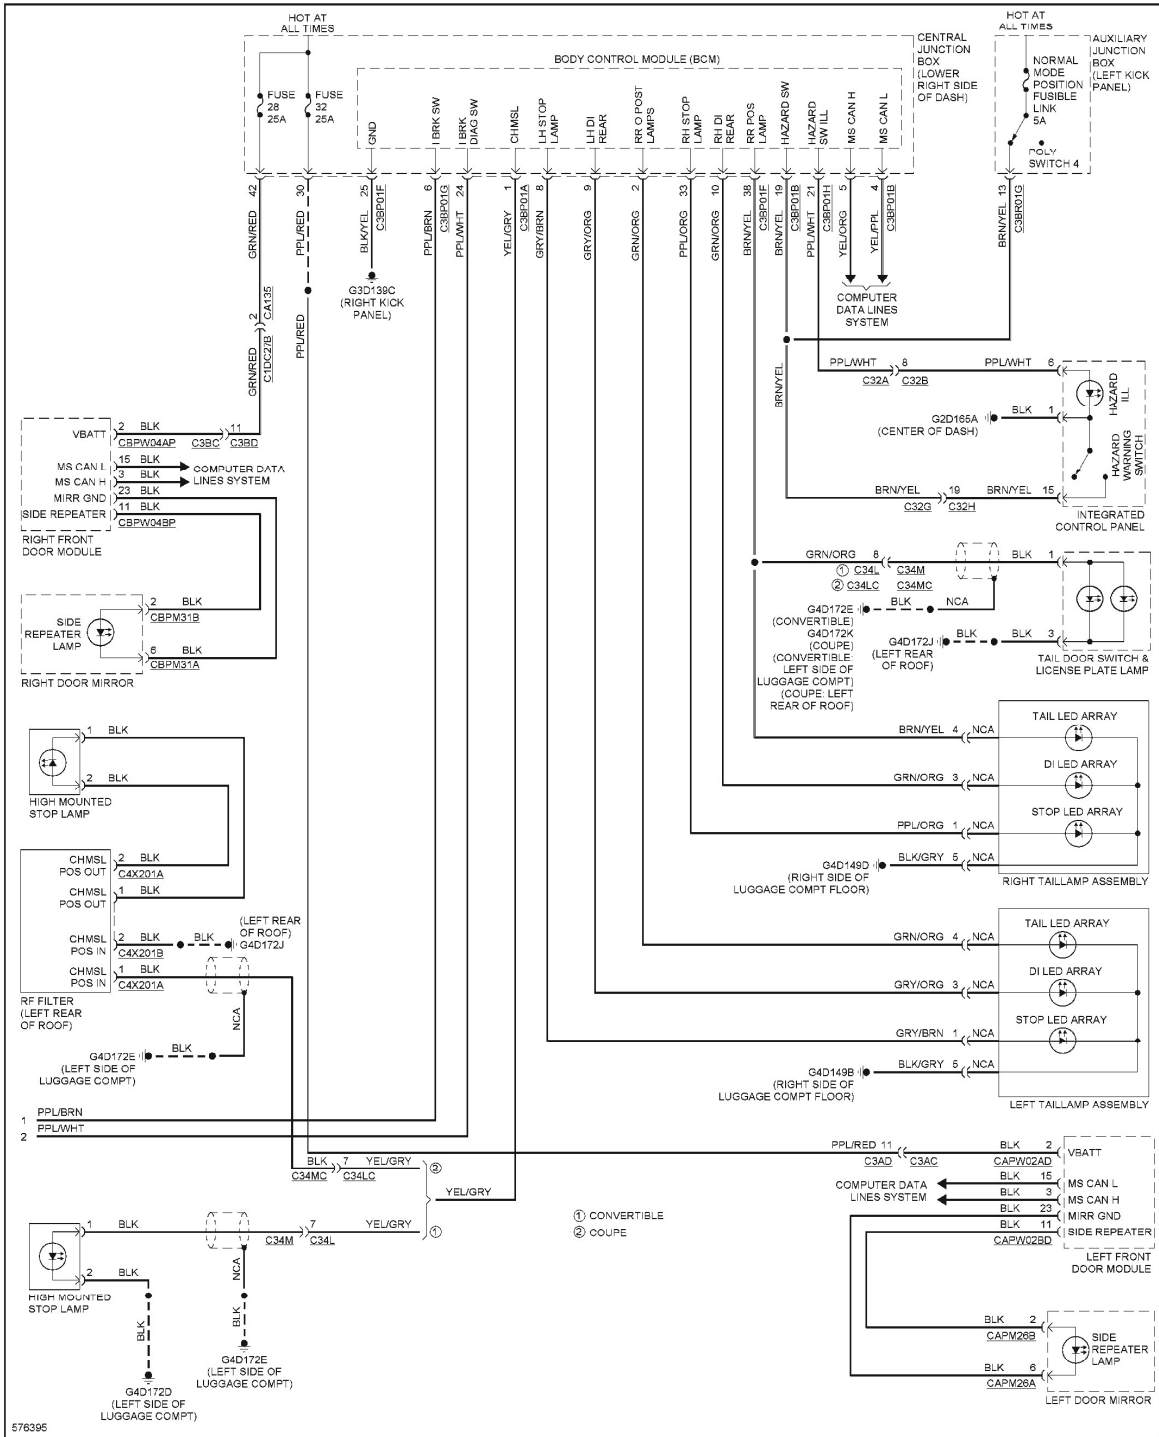 HOT AT
ALL TIMES
HOT AT
ALL TIMES
CENTRAL
JUNCTION
BOX
(LOWER
RIGHT SIDE
OF DASH)
AUXILIARY
JUNCTION
BOX
(LEFT KICK
PANEL)
BODY CONTROL MODULE (BCM)
FUSE
28
25A
FUSE
32
25A
NORMAL
MODE
POSITION
FUSIBLE
LINK
5A
POLY
SWITCH 4
GND
I BRK SW
I BRK
DIAG SW
CHMSL
LH STOP
LAMP
LH DI
REAR
RR O POST
LAMPS
RH STOP
LAMP
RH DI
REAR
RR POS
LAMP
HAZARD SW
HAZARD
SW ILL
MS CAN H
MS CAN L
42
30
25
6
24
1
8
9
2
33
10
38
19
21
5
4
13
C3BP01F
C3BP01G
C3BP01A
C3BP01F
C3BP01B
C3BP01H
C3BP01B
C3BR01G
GRN/RED
PPL/RED
BLK/YEL
PPL/BRN
PPL/WHT
YEL/GRY
GRY/BRN
GRY/ORG
GRN/ORG
PPL/ORG
GRN/ORG
BRN/YEL
BRN/YEL
PPL/WHT
YEL/ORG
YEL/PPL
BRN/YEL
G3D139C
(RIGHT KICK
PANEL)
COMPUTER
DATA LINES
SYSTEM
2 CA135
C1DC27B
GRN/RED
PPL/RED
BRN/YEL
PPL/WHT 8 PPL/WHT 6
C32A C32B
HAZARD
ILL
G2D165A BLK 1
(CENTER OF DASH)
HAZARD
WARNING
SWITCH
BRN/YEL 19 BRN/YEL 15
C32G C32H
INTEGRATED
CONTROL PANEL
VBATT 2 BLK 11
CBPW04AP C3BC C3BD
MS CAN L 15 BLK
MS CAN H 3 BLK
COMPUTER DATA
LINES SYSTEM
MIRR GND 23 BLK
SIDE REPEATER 11 BLK
CBPW04BP
RIGHT FRONT
DOOR MODULE
SIDE
REPEATER
LAMP
2 BLK
CBPM31B
6 BLK
CBPM31A
RIGHT DOOR MIRROR
GRN/ORG 8 BLK 1
① C34L C34M
② C34LC C34MC
G4D172E BLK NCA
(CONVERTIBLE)
G4D172K
(COUPE)
(CONVERTIBLE:
LEFT SIDE OF
LUGGAGE COMPT)
(COUPE: LEFT
REAR OF ROOF)
G4D172J BLK BLK 3
(LEFT REAR
OF ROOF)
TAIL DOOR SWITCH &
LICENSE PLATE LAMP
1 BLK
2 BLK
HIGH MOUNTED
STOP LAMP
TAIL LED ARRAY
BRN/YEL 4 NCA
DI LED ARRAY
GRN/ORG 3 NCA
STOP LED ARRAY
PPL/ORG 1 NCA
G4D149D BLK/GRY 5 NCA
(RIGHT SIDE OF
LUGGAGE COMPT FLOOR)
RIGHT TAILLAMP ASSEMBLY
CHMSL
POS OUT
2 BLK
C4X201A
CHMSL
POS OUT
1 BLK
CHMSL
POS IN
2 BLK BLK
C4X201B
(LEFT REAR
OF ROOF)
G4D172J
CHMSL
POS IN
1 BLK
C4X201A
RF FILTER
(LEFT REAR
OF ROOF)
NCA
G4D172E BLK
(LEFT SIDE OF
LUGGAGE COMPT)
TAIL LED ARRAY
GRN/ORG 4 NCA
DI LED ARRAY
GRY/ORG 3 NCA
STOP LED ARRAY
GRY/BRN 1 NCA
G4D149B BLK/GRY 5 NCA
(RIGHT SIDE OF
LUGGAGE COMPT FLOOR)
LEFT TAILLAMP ASSEMBLY
1 PPL/BRN
2 PPL/WHT
BLK 7 YEL/GRY ②
C34MC C34LC
YEL/GRY
1 BLK 7 YEL/GRY ①
C34M C34L
① CONVERTIBLE
② COUPE
2 BLK
HIGH MOUNTED
STOP LAMP
NCA
BLK
BLK
G4D172E
(LEFT SIDE OF
LUGGAGE COMPT)
G4D172D
(LEFT SIDE OF
LUGGAGE COMPT)
PPL/RED 11 BLK 2 VBATT
C3AD C3AC CAPW02AD
COMPUTER DATA
LINES SYSTEM
BLK 15 MS CAN L
BLK 3 MS CAN H
BLK 23 MIRR GND
BLK 11 SIDE REPEATER
CAPW02BD
LEFT FRONT
DOOR MODULE
BLK 2
CAPM26B
SIDE
REPEATER
LAMP
BLK 6
CAPM26A
LEFT DOOR MIRROR
576395